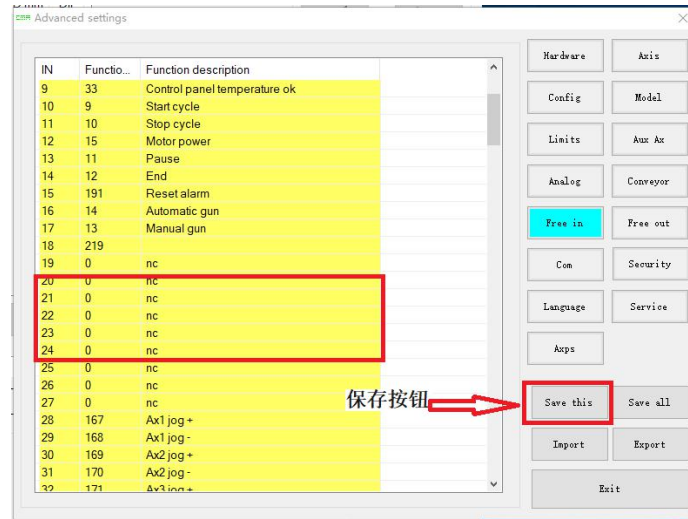 Advanced settings
IN Functio... Function description
9 33 Control panel temperature ok
10 9 Start cycle
11 10 Stop cycle
12 15 Motor power
13 11 Pause
14 12 End
15 191 Reset alarm
16 14 Automatic gun
17 13 Manual gun
18 219
19 0 nc
20 0 nc
21 0 nc
22 0 nc
23 0 nc
24 0 nc
25 0 nc
26 0 nc
27 0 nc
28 167 Ax1 jog +
29 168 Ax1 jog -
30 169 Ax2 jog +
31 170 Ax2 jog -
32 171 Ax3 jog +
保存按钮
Hardware Axis
Config Model
Limits Aux Ax
Analog Conveyor
Free in Free out
Com Security
Language Service
Axps
Save this Save all
Import Export
Exit